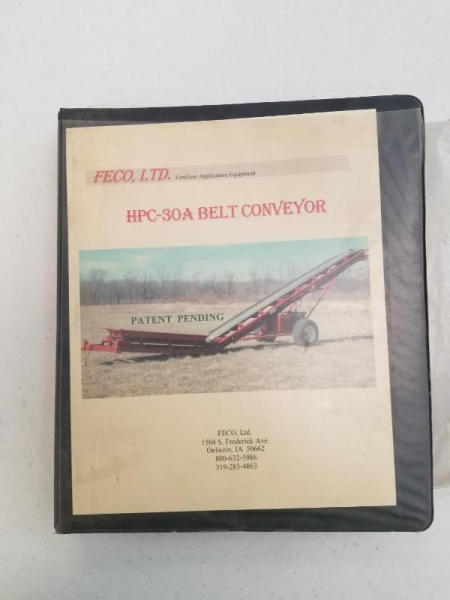 FECO, LTD. Fertilizer Application Equipment
HPC-30A BELT CONVEYOR
PATENT PENDING
FECO, Ltd.
1504 S. Frederick Ave.
Oelwein, IA 50662
800-632-5986
319-283-4863